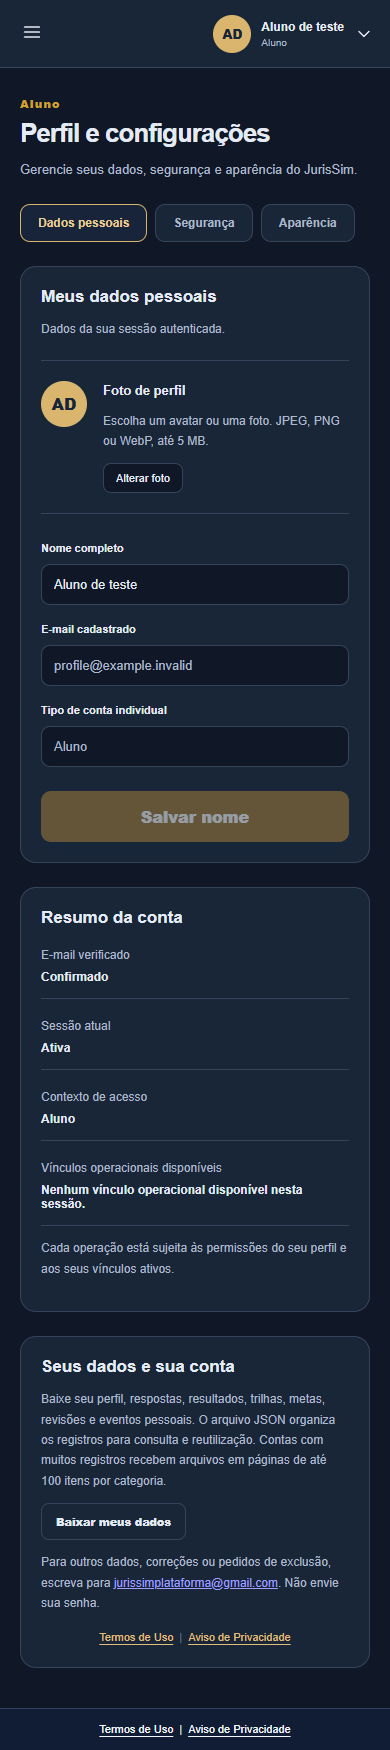 AD
Aluno de teste
Aluno
Aluno
Perfil e configurações
Gerencie seus dados, segurança e aparência do JurisSim.
Dados pessoais
Segurança
Aparência
Meus dados pessoais
Dados da sua sessão autenticada.
AD
Foto de perfil
Escolha um avatar ou uma foto. JPEG, PNG
ou WebP, até 5 MB.
Alterar foto
Nome completo
Aluno de teste
E-mail cadastrado
profile@example.invalid
Tipo de conta individual
Aluno
Salvar nome
Resumo da conta
E-mail verificado
Confirmado
Sessão atual
Ativa
Contexto de acesso
Aluno
Vínculos operacionais disponíveis
Nenhum vínculo operacional disponível nesta
sessão.
Cada operação está sujeita às permissões do seu perfil e
aos seus vínculos ativos.
Seus dados e sua conta
Baixe seu perfil, respostas, resultados, trilhas, metas,
revisões e eventos pessoais. O arquivo JSON organiza
os registros para consulta e reutilização. Contas com
muitos registros recebem arquivos em páginas de até
100 itens por categoria.
Baixar meus dados
Para outros dados, correções ou pedidos de exclusão,
escreva para jurissimplataforma@gmail.com. Não envie
sua senha.
Termos de Uso | Aviso de Privacidade
Termos de Uso | Aviso de Privacidade